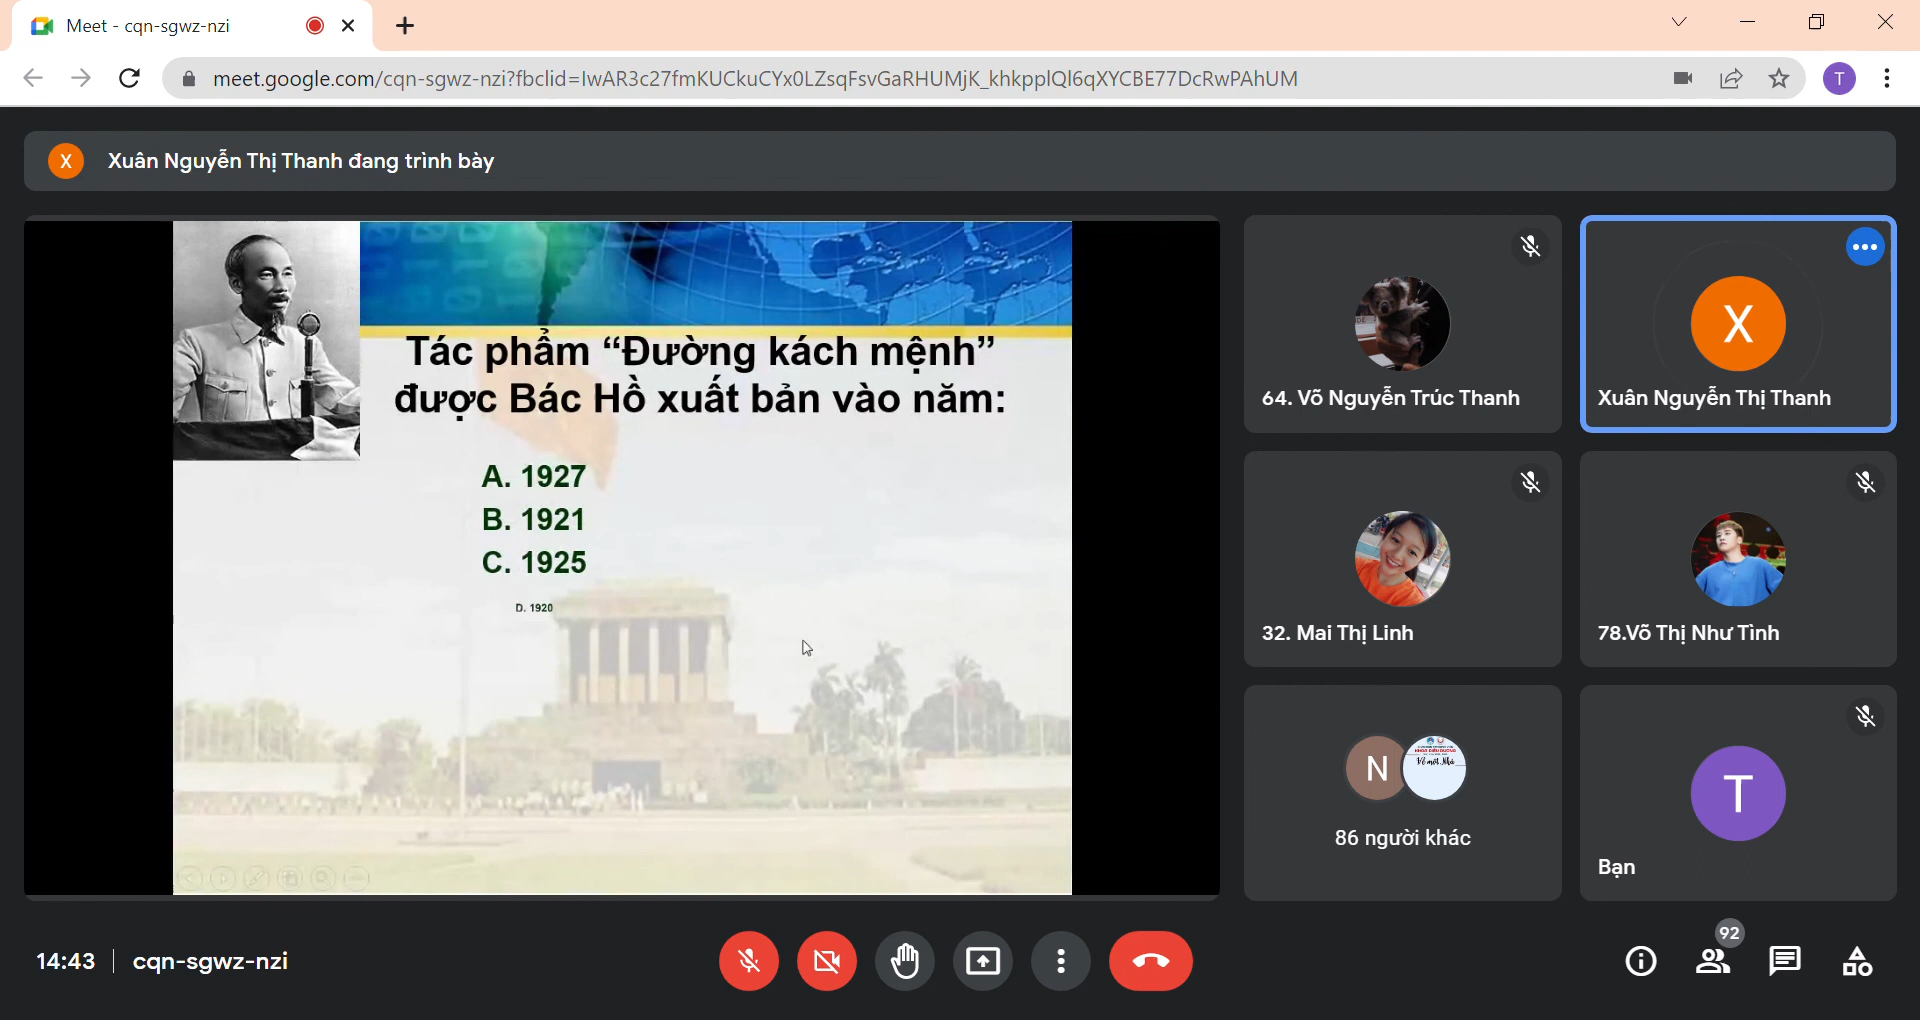 Meet - cqn-sgwz-nzi
meet.google.com/cqn-sgwz-nzi?fbclid=IwAR3c27fmKUCkuCYx0LZsqFsvGaRHUMjK_khkpplQl6qXYCBE77DcRwPAhUM
T
X
Xuân Nguyễn Thị Thanh đang trình bày
Tác phẩm “Đường kách mệnh”
được Bác Hồ xuất bản vào năm:
A. 1927
B. 1921
C. 1925
D. 1920
64. Võ Nguyễn Trúc Thanh
X
Xuân Nguyễn Thị Thanh
32. Mai Thị Linh
78.Võ Thị Như Tình
N
Về một Nhà
86 người khác
T
Bạn
14:43
cqn-sgwz-nzi
92